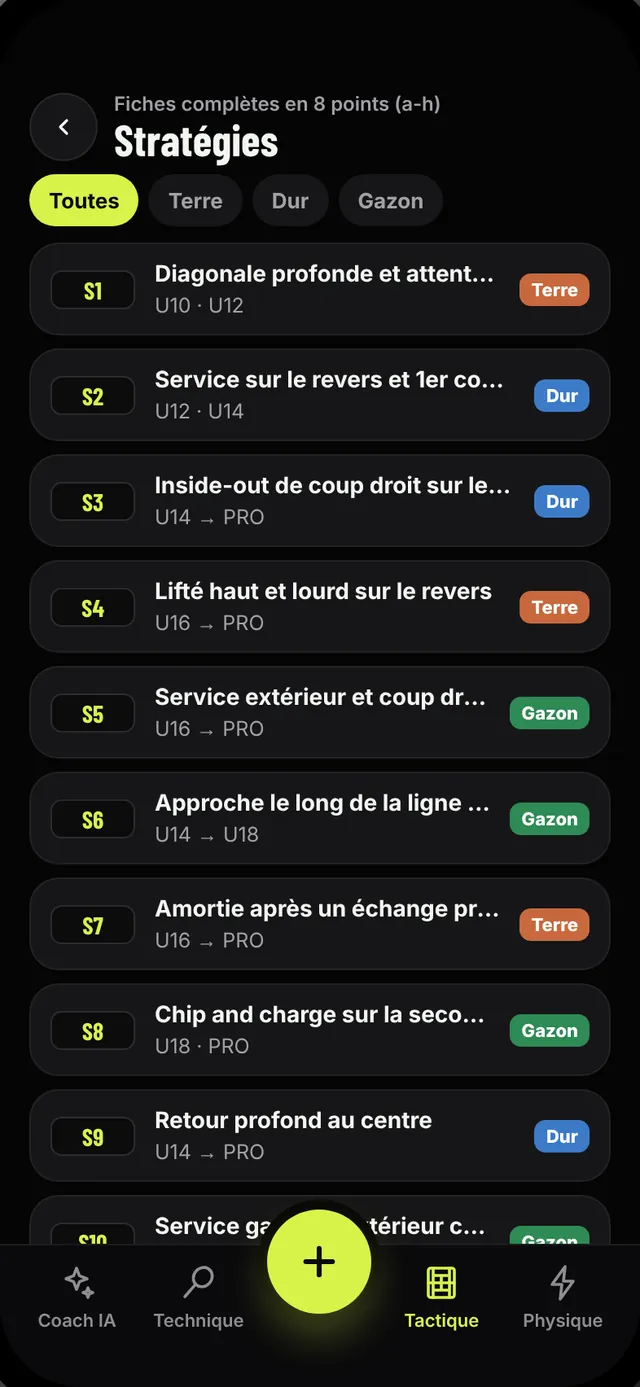 Fiches complètes en 8 points (a-h)
Stratégies
Toutes
Terre
Dur
Gazon
S1
Diagonale profonde et attent...
U10 · U12
Terre
S2
Service sur le revers et 1er co...
U12 · U14
Dur
S3
Inside-out de coup droit sur le...
U14 → PRO
Dur
S4
Lifté haut et lourd sur le revers
U16 → PRO
Terre
S5
Service extérieur et coup dr...
U16 → PRO
Gazon
S6
Approche le long de la ligne ...
U14 → U18
Gazon
S7
Amortie après un échange pr...
U16 → PRO
Terre
S8
Chip and charge sur la seco...
U18 · PRO
Gazon
S9
Retour profond au centre
U14 → PRO
Dur
S10
Service
Gazon
Coach IA
Technique
Tactique
Physique